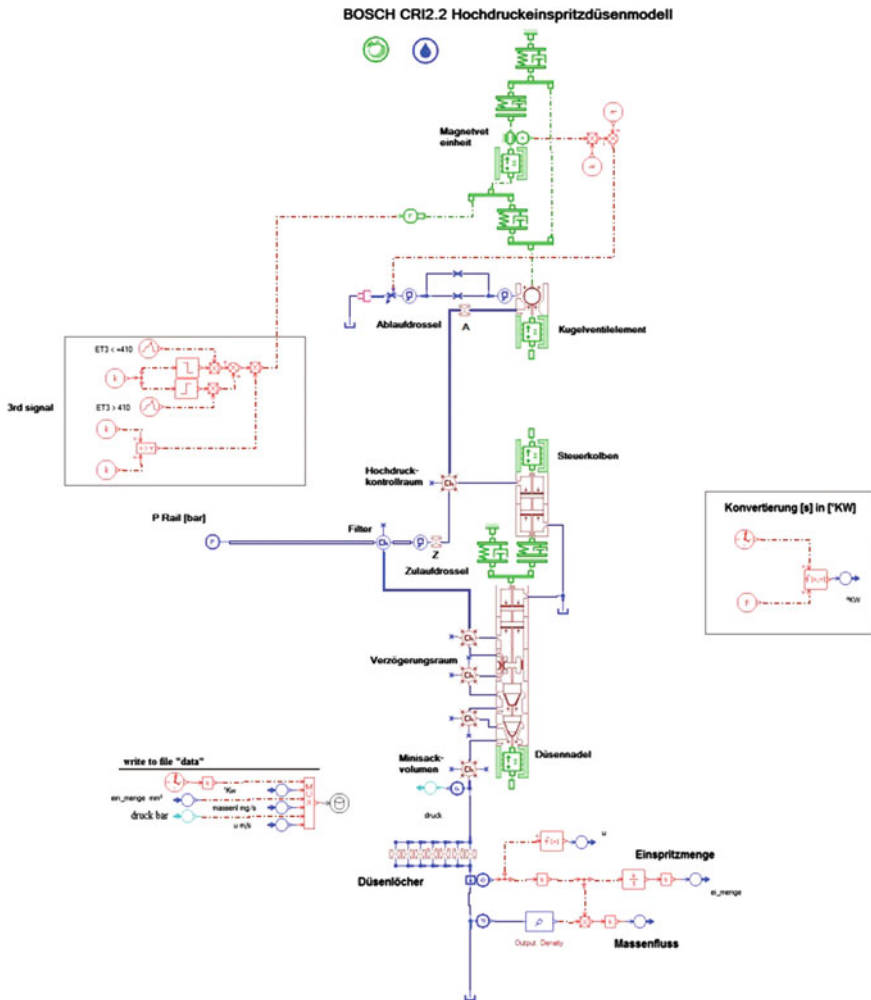 BOSCH CRI2.2 Hochdruckeinspritzdüsenmodell
Magnetvet
einheit
Ablaufdrossel
A
Kugelventilelement
3rd signal
ET3 < =410
ET3 > 410
Hochdruck-
kontrollraum
Steuerkolben
P Rail [bar]
Filter
Z
Zulaufdrossel
Konvertierung [s] in [°KW]
°KW
Verzögerungsraum
Minisack-
volumen
Düsennadel
druck
write to file "data"
°Kw
ein_menge mm³
massenl mg/s
druck bar
u m/s
M
U
X
Düsenlöcher
u
Einspritzmenge
ei_menge
Output Density
Massenfluss